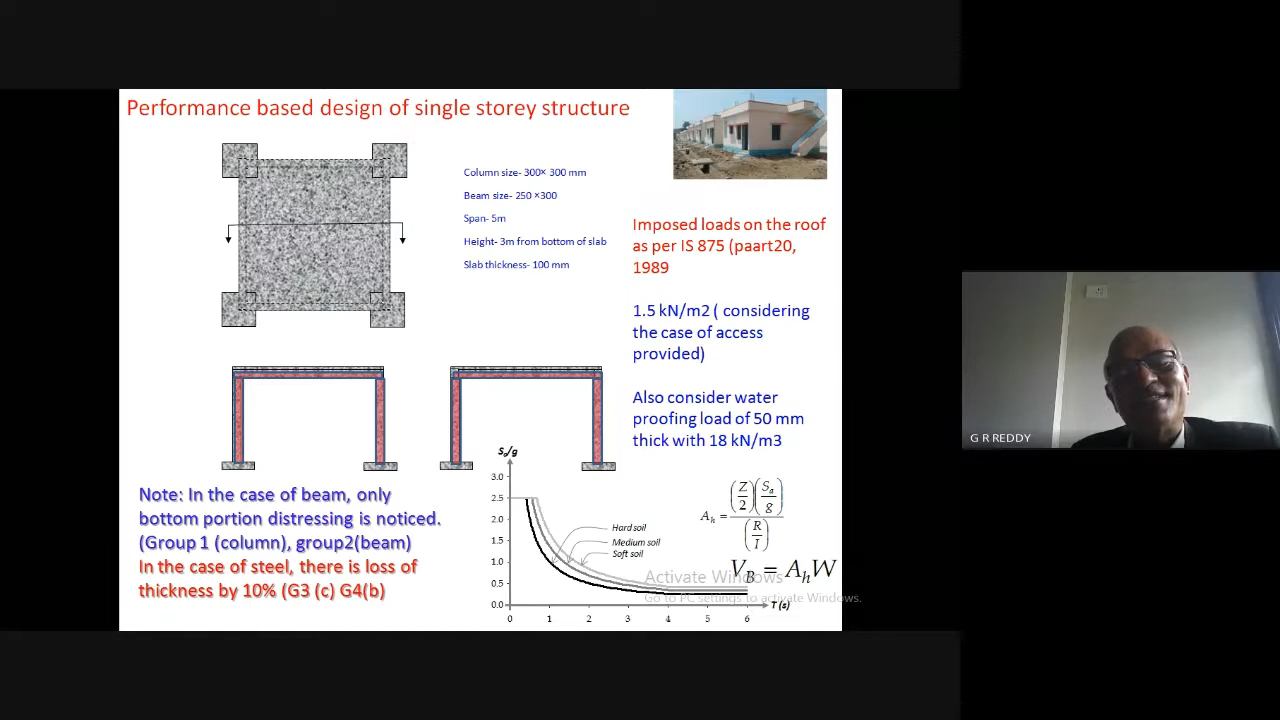 Performance based design of single storey structure
Column size- 300× 300 mm
Beam size- 250 ×300
Span- 5m
Height- 3m from bottom of slab
Slab thickness- 100 mm
Imposed loads on the roof
as per IS 875 (paart20,
1989
1.5 kN/m2 ( considering
the case of access
provided)
Also consider water
proofing load of 50 mm
thick with 18 kN/m3
Note: In the case of beam, only
bottom portion distressing is noticed.
(Group 1 (column), group2(beam)
In the case of steel, there is loss of
thickness by 10% (G3 (c) G4(b)
Sₐ/g
3.0
2.5
2.0
1.5
1.0
0.5
0.0
Hard soil
Medium soil
Soft soil
0 1 2 3 4 5 6
T (s)
A_h = (Z/2)(S_a/g) / (R/I)
V_B = A_hW
Activate Windows
Go to PC settings to activate Windows.
G R REDDY